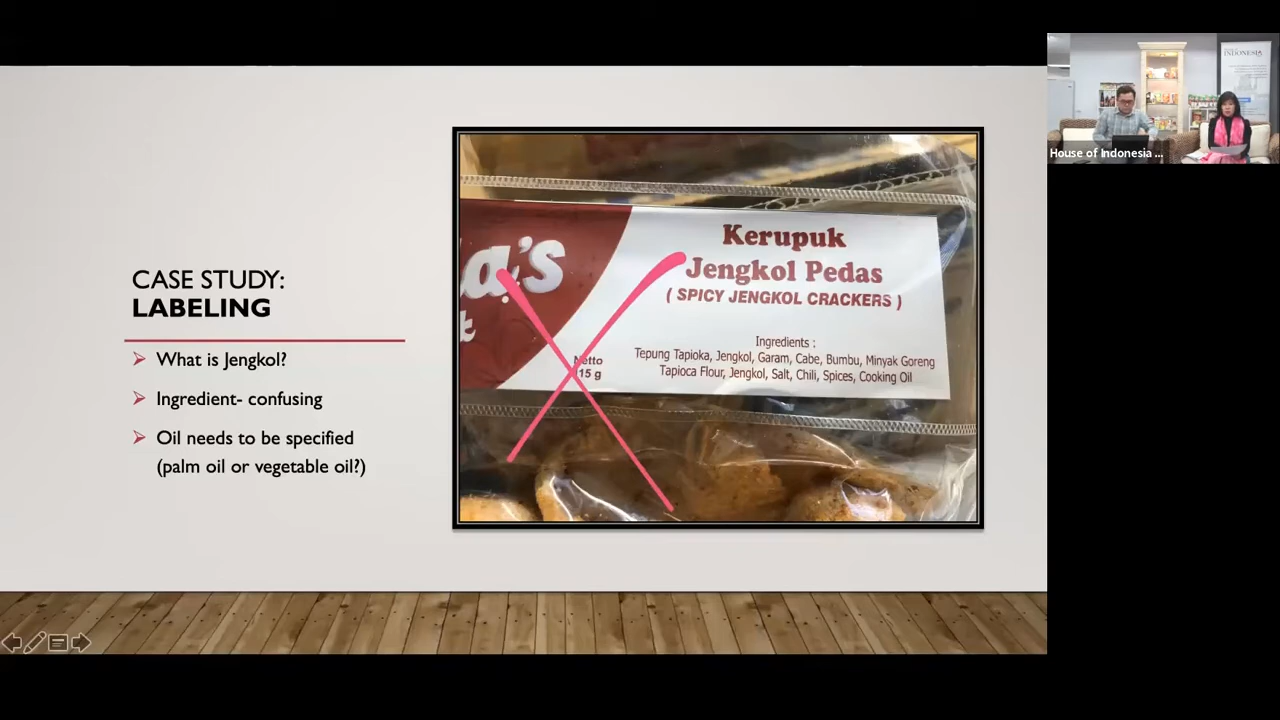 CASE STUDY:
LABELING
What is Jengkol?
Ingredient- confusing
Oil needs to be specified
(palm oil or vegetable oil?)
a's
t
Kerupuk
Jengkol Pedas
( SPICY JENGKOL CRACKERS )
Netto
15 g
Ingredients :
Tepung Tapioka, Jengkol, Garam, Cabe, Bumbu, Minyak Goreng
Tapioca Flour, Jengkol, Salt, Chili, Spices, Cooking Oil
INDONESIA
House of Indonesia ...